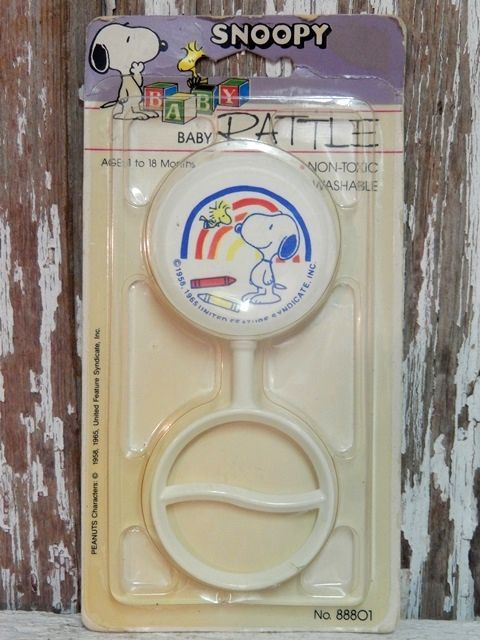 SNOOPY
BABY
BABY RATTLE
AGE: 1 to 18 Months
• NON-TOXIC
WASHABLE
© 1958, 1965 UNITED FEATURE SYNDICATE, INC.
PEANUTS Characters: © 1958, 1965, United Feature Syndicate, Inc.
No. 88801